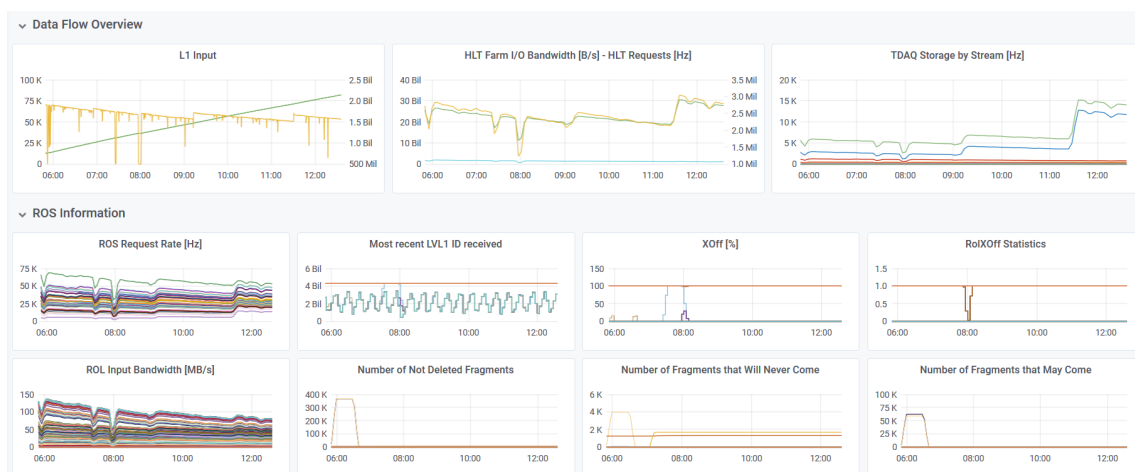 Data Flow Overview
L1 Input
100 K
75 K
50 K
25 K
0
2.5 Bil
2.0 Bil
1.5 Bil
1.0 Bil
500 Mil
06:00 07:00 08:00 09:00 10:00 11:00 12:00
HLT Farm I/O Bandwidth [B/s] - HLT Requests [Hz]
40 Bil
30 Bil
20 Bil
10 Bil
0
3.5 Mil
3.0 Mil
2.5 Mil
2.0 Mil
1.5 Mil
1.0 Mil
06:00 07:00 08:00 09:00 10:00 11:00 12:00
TDAQ Storage by Stream [Hz]
20 K
15 K
10 K
5 K
0
06:00 07:00 08:00 09:00 10:00 11:00 12:00
ROS Information
ROS Request Rate [Hz]
75 K
50 K
25 K
0
06:00 08:00 10:00 12:00
Most recent LVL1 ID received
6 Bil
4 Bil
2 Bil
0
06:00 08:00 10:00 12:00
XOff [%]
150
100
50
0
06:00 08:00 10:00 12:00
RoIXOff Statistics
1.5
1.0
0.5
0
06:00 08:00 10:00 12:00
ROL Input Bandwidth [MB/s]
150
100
50
0
06:00 08:00 10:00 12:00
Number of Not Deleted Fragments
400 K
300 K
200 K
100 K
0
06:00 08:00 10:00 12:00
Number of Fragments that Will Never Come
6 K
4 K
2 K
0
06:00 08:00 10:00 12:00
Number of Fragments that May Come
100 K
75 K
50 K
25 K
0
06:00 08:00 10:00 12:00